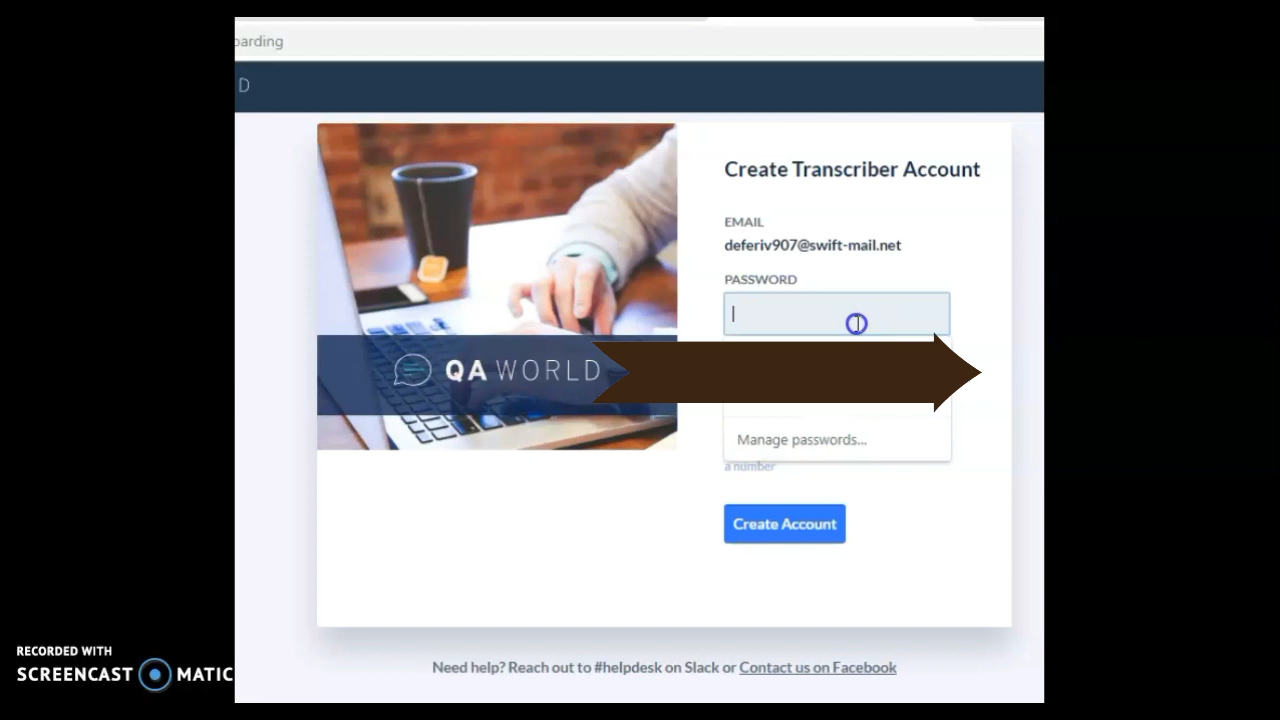 oarding
D
Create Transcriber Account
EMAIL
deferiv907@swift-mail.net
PASSWORD
QA WORLD
Manage passwords...
a number
Create Account
Need help? Reach out to #helpdesk on Slack or Contact us on Facebook
RECORDED WITH
SCREENCAST MATIC